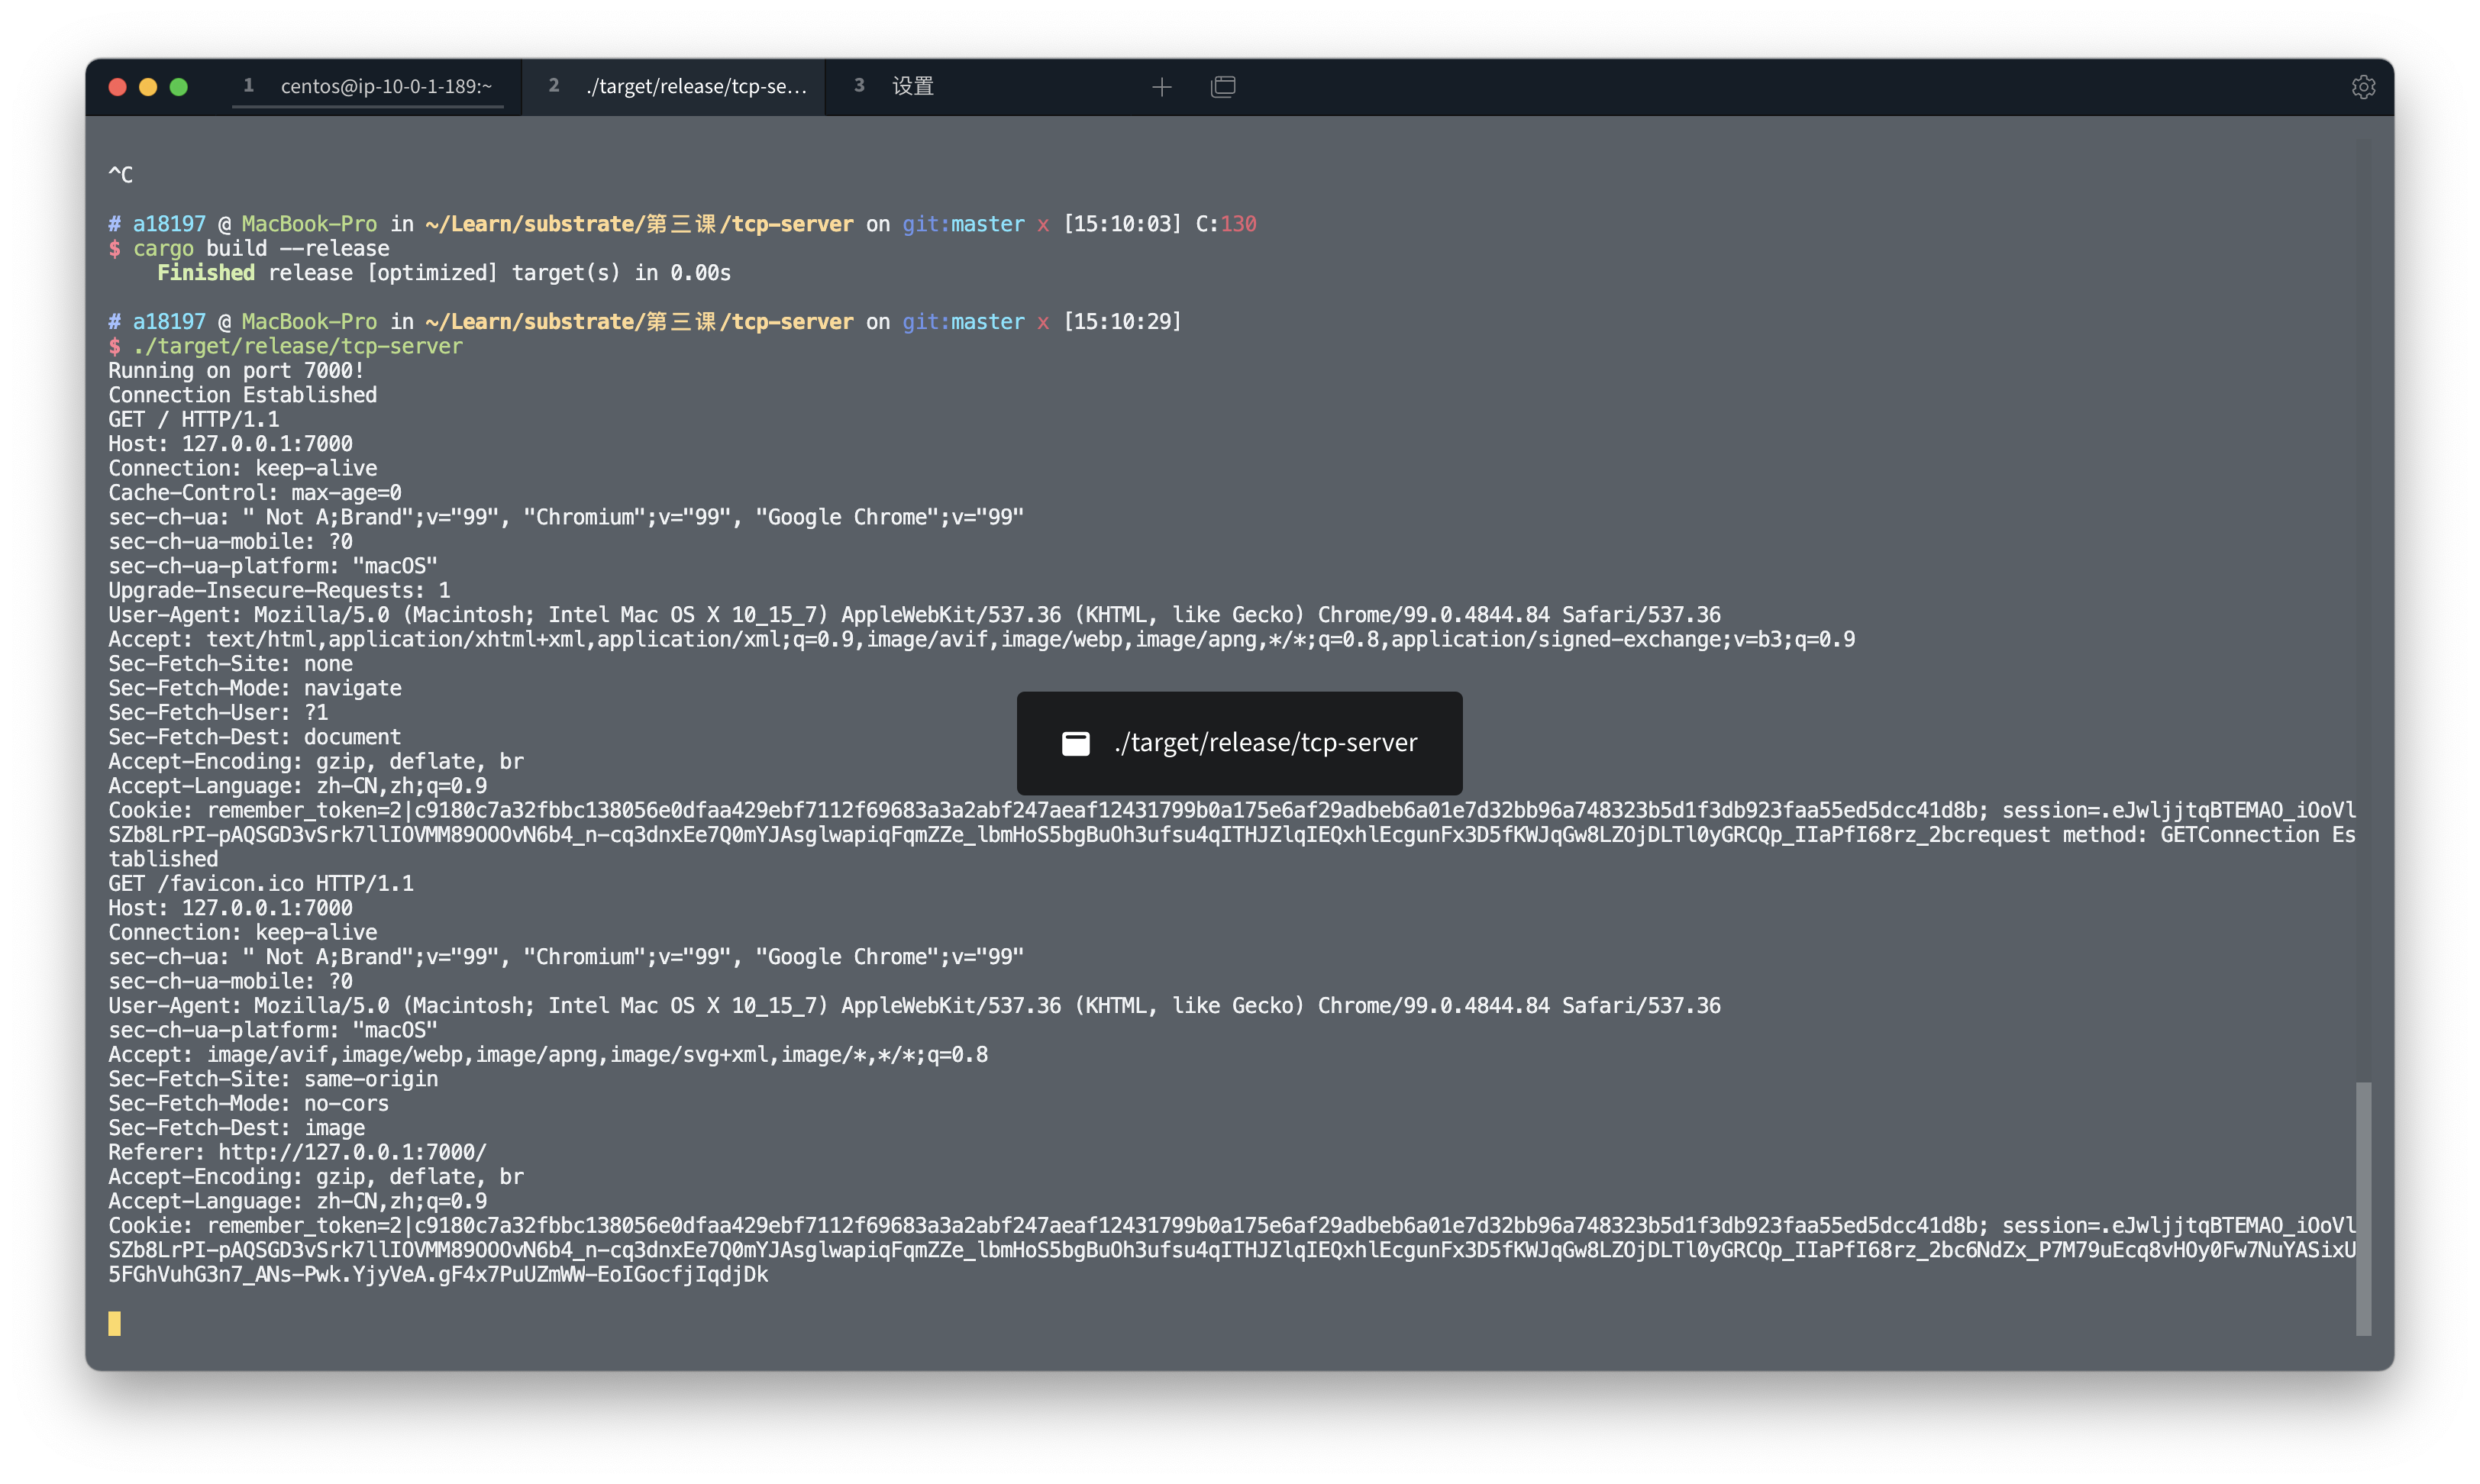 1 centos@ip-10-0-1-189:~ 2 ./target/release/tcp-se... 3 设置
^C
# a18197 @ MacBook-Pro in ~/Learn/substrate/第三课/tcp-server on git:master x [15:10:03] C:130
$ cargo build --release
Finished release [optimized] target(s) in 0.00s
# a18197 @ MacBook-Pro in ~/Learn/substrate/第三课/tcp-server on git:master x [15:10:29]
$ ./target/release/tcp-server
Running on port 7000!
Connection Established
GET / HTTP/1.1
Host: 127.0.0.1:7000
Connection: keep-alive
Cache-Control: max-age=0
sec-ch-ua: " Not A;Brand";v="99", "Chromium";v="99", "Google Chrome";v="99"
sec-ch-ua-mobile: ?0
sec-ch-ua-platform: "macOS"
Upgrade-Insecure-Requests: 1
User-Agent: Mozilla/5.0 (Macintosh; Intel Mac OS X 10_15_7) AppleWebKit/537.36 (KHTML, like Gecko) Chrome/99.0.4844.84 Safari/537.36
Accept: text/html,application/xhtml+xml,application/xml;q=0.9,image/avif,image/webp,image/apng,*/*;q=0.8,application/signed-exchange;v=b3;q=0.9
Sec-Fetch-Site: none
Sec-Fetch-Mode: navigate
Sec-Fetch-User: ?1
Sec-Fetch-Dest: document
./target/release/tcp-server
Accept-Encoding: gzip, deflate, br
Accept-Language: zh-CN,zh;q=0.9
Cookie: remember_token=2|c9180c7a32fbbc138056e0dfaa429ebf7112f69683a3a2abf247aeaf12431799b0a175e6af29adbeb6a01e7d32bb96a748323b5d1f3db923faa55ed5dcc41d8b; session=.eJwljjtqBTEMAO_iOoVl
SZb8LrPI-pAQSGD3vSrk7llIOVMM89OOOvN6b4_n-cq3dnxEe7Q0mYJAsglwapiqFqmZZe_lbmHoS5bgBuOh3ufsu4qITHJZlqIEQxhlEcgunFx3D5fKWJqGw8LZOjDLTl0yGRCQp_IIaPfI68rz_2bcrequest method: GETConnection Es
tablished
GET /favicon.ico HTTP/1.1
Host: 127.0.0.1:7000
Connection: keep-alive
sec-ch-ua: " Not A;Brand";v="99", "Chromium";v="99", "Google Chrome";v="99"
sec-ch-ua-mobile: ?0
User-Agent: Mozilla/5.0 (Macintosh; Intel Mac OS X 10_15_7) AppleWebKit/537.36 (KHTML, like Gecko) Chrome/99.0.4844.84 Safari/537.36
sec-ch-ua-platform: "macOS"
Accept: image/avif,image/webp,image/apng,image/svg+xml,image/*,*/*;q=0.8
Sec-Fetch-Site: same-origin
Sec-Fetch-Mode: no-cors
Sec-Fetch-Dest: image
Referer: http://127.0.0.1:7000/
Accept-Encoding: gzip, deflate, br
Accept-Language: zh-CN,zh;q=0.9
Cookie: remember_token=2|c9180c7a32fbbc138056e0dfaa429ebf7112f69683a3a2abf247aeaf12431799b0a175e6af29adbeb6a01e7d32bb96a748323b5d1f3db923faa55ed5dcc41d8b; session=.eJwljjtqBTEMAO_iOoVl
SZb8LrPI-pAQSGD3vSrk7llIOVMM89OOOvN6b4_n-cq3dnxEe7Q0mYJAsglwapiqFqmZZe_lbmHoS5bgBuOh3ufsu4qITHJZlqIEQxhlEcgunFx3D5fKWJqGw8LZOjDLTl0yGRCQp_IIaPfI68rz_2bc6NdZx_P7M79uEcq8vHOy0Fw7NuYASixU
5FGhVuhG3n7_ANs-Pwk.YjyVeA.gF4x7PuUZmWW-EoIGocfjIqdjDk